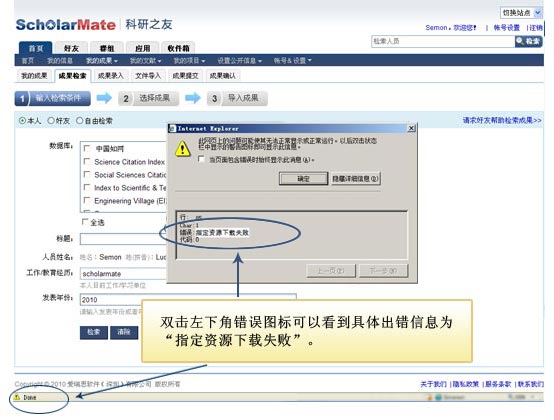 切换站点
ScholarMate 科研之友
Semon，欢迎您! | 帐号设置 |注销
首页 好友 群组 应用 收件箱
检索人员 检索
首页 我的信息 我的成果 我的文献 我的项目 设置公开信息 帐号&设置
我的成果 成果检索 成果录入 文件导入 成果提交 成果确认
1 输入检索条件 2 选择成果 3 导入成果
本人 好友 自由检索
请求好友帮助检索成果>>
数据库:
中国知网
Science Citation Index
Social Sciences Citatio
Index to Scientific & Te
Engineering Village (EI
全选
标题:
人员姓名: 姓名: Semon 姓(拼音): Luc
工作/教育经历: scholarmate
本人目前工作/学习单位
发表年份: 2010
检索 清除
Internet Explorer
此网页上的问题可能使其无法正常显示或正常运行。以后双击状态
栏中显示的警告图标即可显示此信息。
当页面包含错误时始终显示此消息(A)。
确定 隐藏详细信息(D)
行:
Char: 1
错误: 指定资源下载失败
代码: 0
上一页(P) 下一步(N)
双击左下角错误图标可以看到具体出错信息为
“指定资源下载失败”。
Copyright © 2010 爱瑞思软件(深圳)有限公司 版权所有
关于我们 |隐私政策 |服务条款 |联系我们
Done